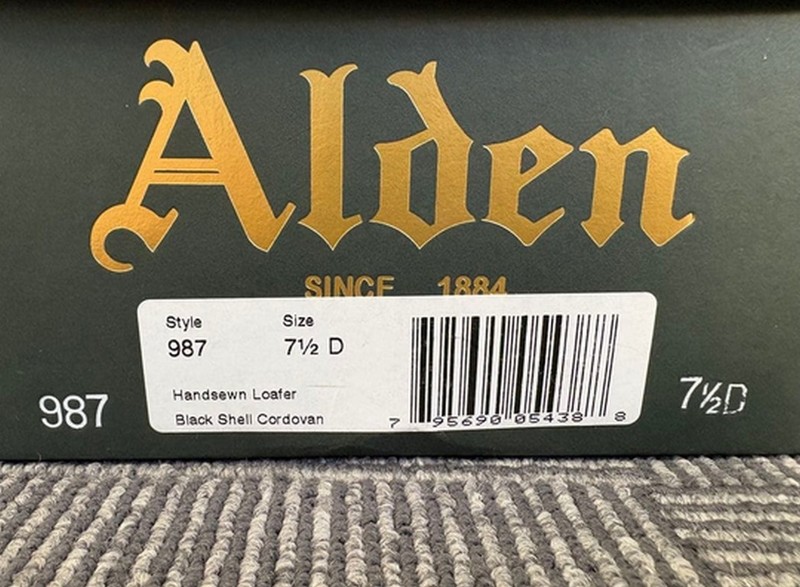 Alden
SINCE 1884
Style Size
987 7½ D
Handsewn Loafer
Black Shell Cordovan
7 95690 05438 8
987
7½D